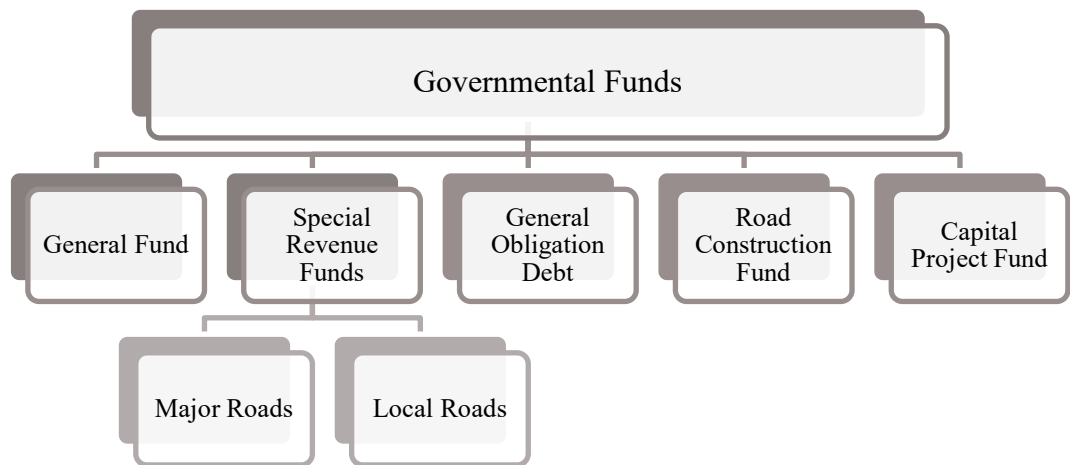 Governmental Funds
General Fund
Special
Revenue
Funds
General
Obligation
Debt
Road
Construction
Fund
Capital
Project Fund
Major Roads
Local Roads